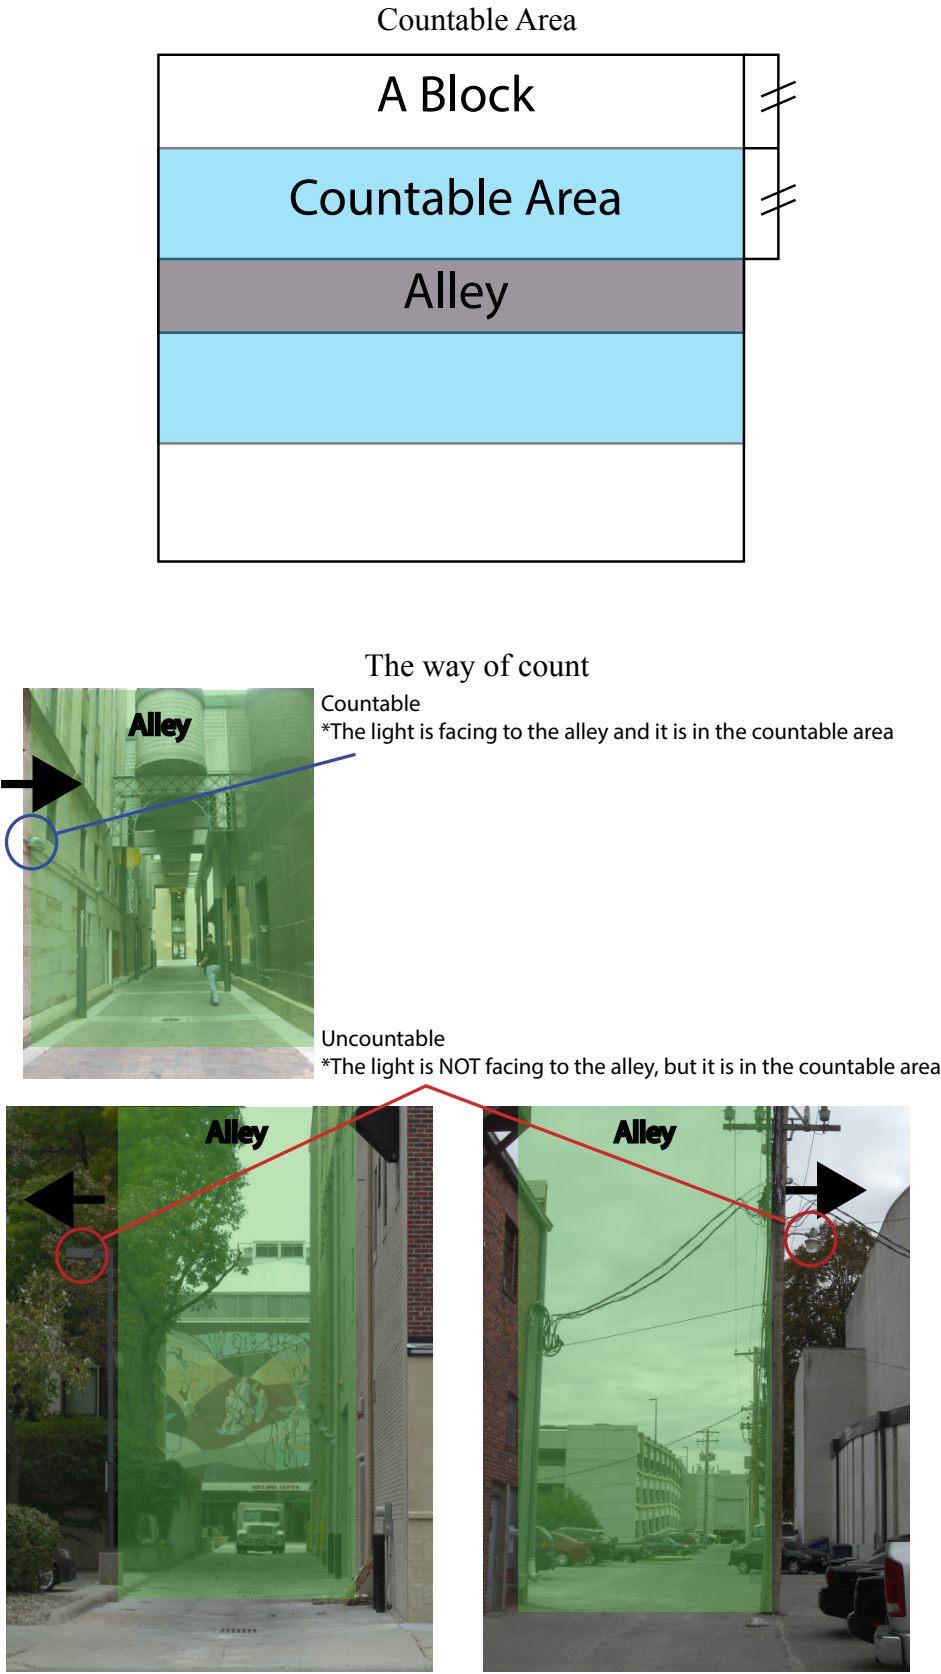 Countable Area
A Block
Countable Area
Alley
The way of count
Alley
Countable
*The light is facing to the alley and it is in the countable area
Uncountable
*The light is NOT facing to the alley, but it is in the countable area
Alley
Alley